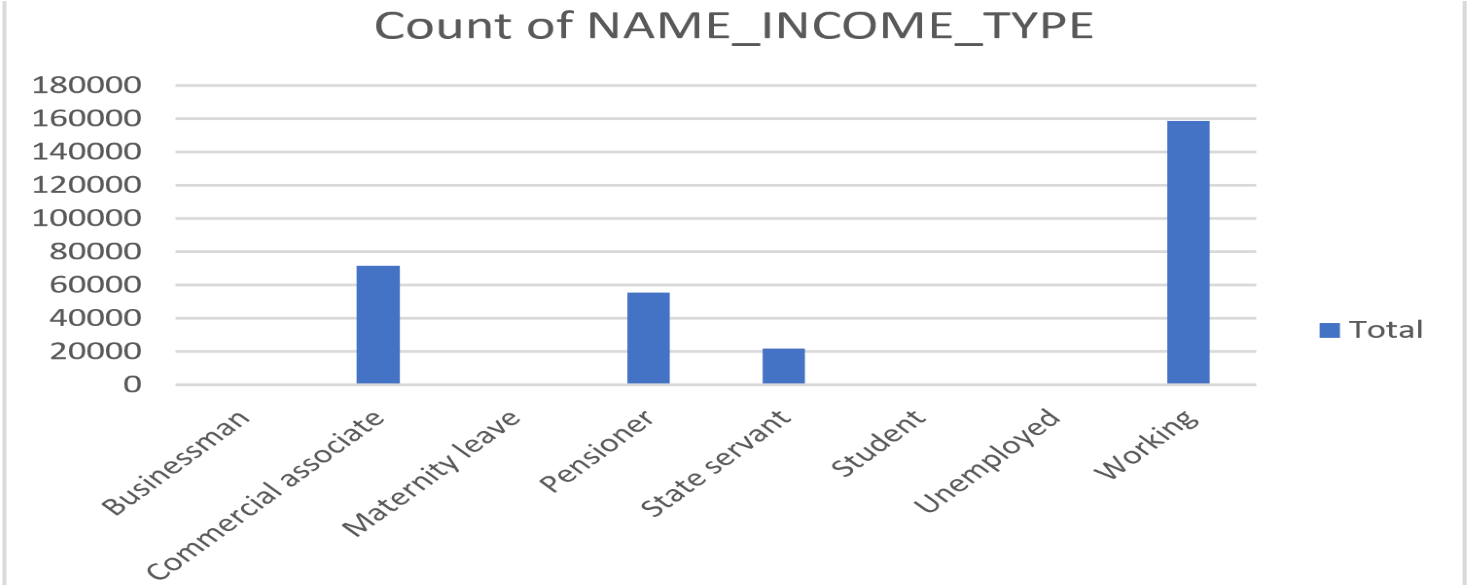 Count of NAME_INCOME_TYPE
180000
160000
140000
120000
100000
80000
60000
40000
20000
0
Businessman
Commercial associate
Maternity leave
Pensioner
State servant
Student
Unemployed
Working
Total